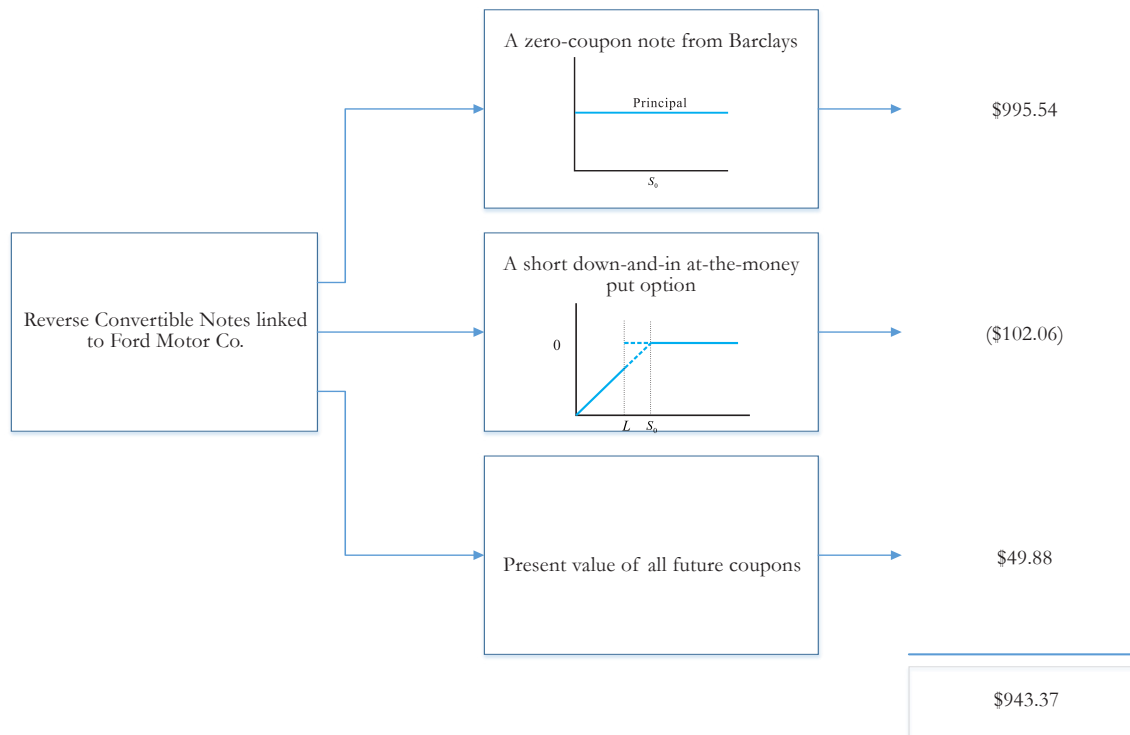 A zero-coupon note from Barclays
Principal
S0
$995.54
Reverse Convertible Notes linked
to Ford Motor Co.
A short down-and-in at-the-money
put option
0
L S0
($102.06)
Present value of all future coupons
$49.88
$943.37